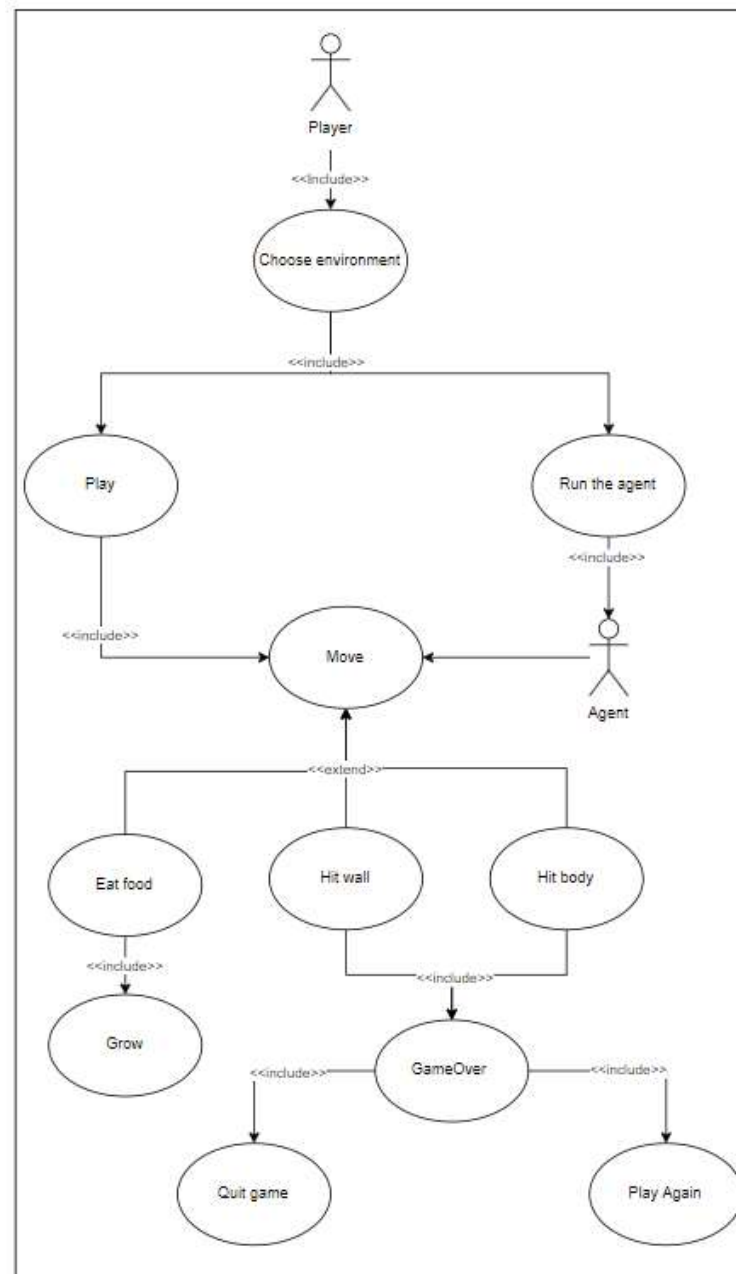 Player
<<Include>>
Choose environment
<<include>>
Play
Run the agent
<<include>>
<<include>>
Move
Agent
<<extend>>
Eat food
Hit wall
Hit body
<<include>>
<<include>>
Grow
GameOver
<<include>>
<<include>>
Quit game
Play Again